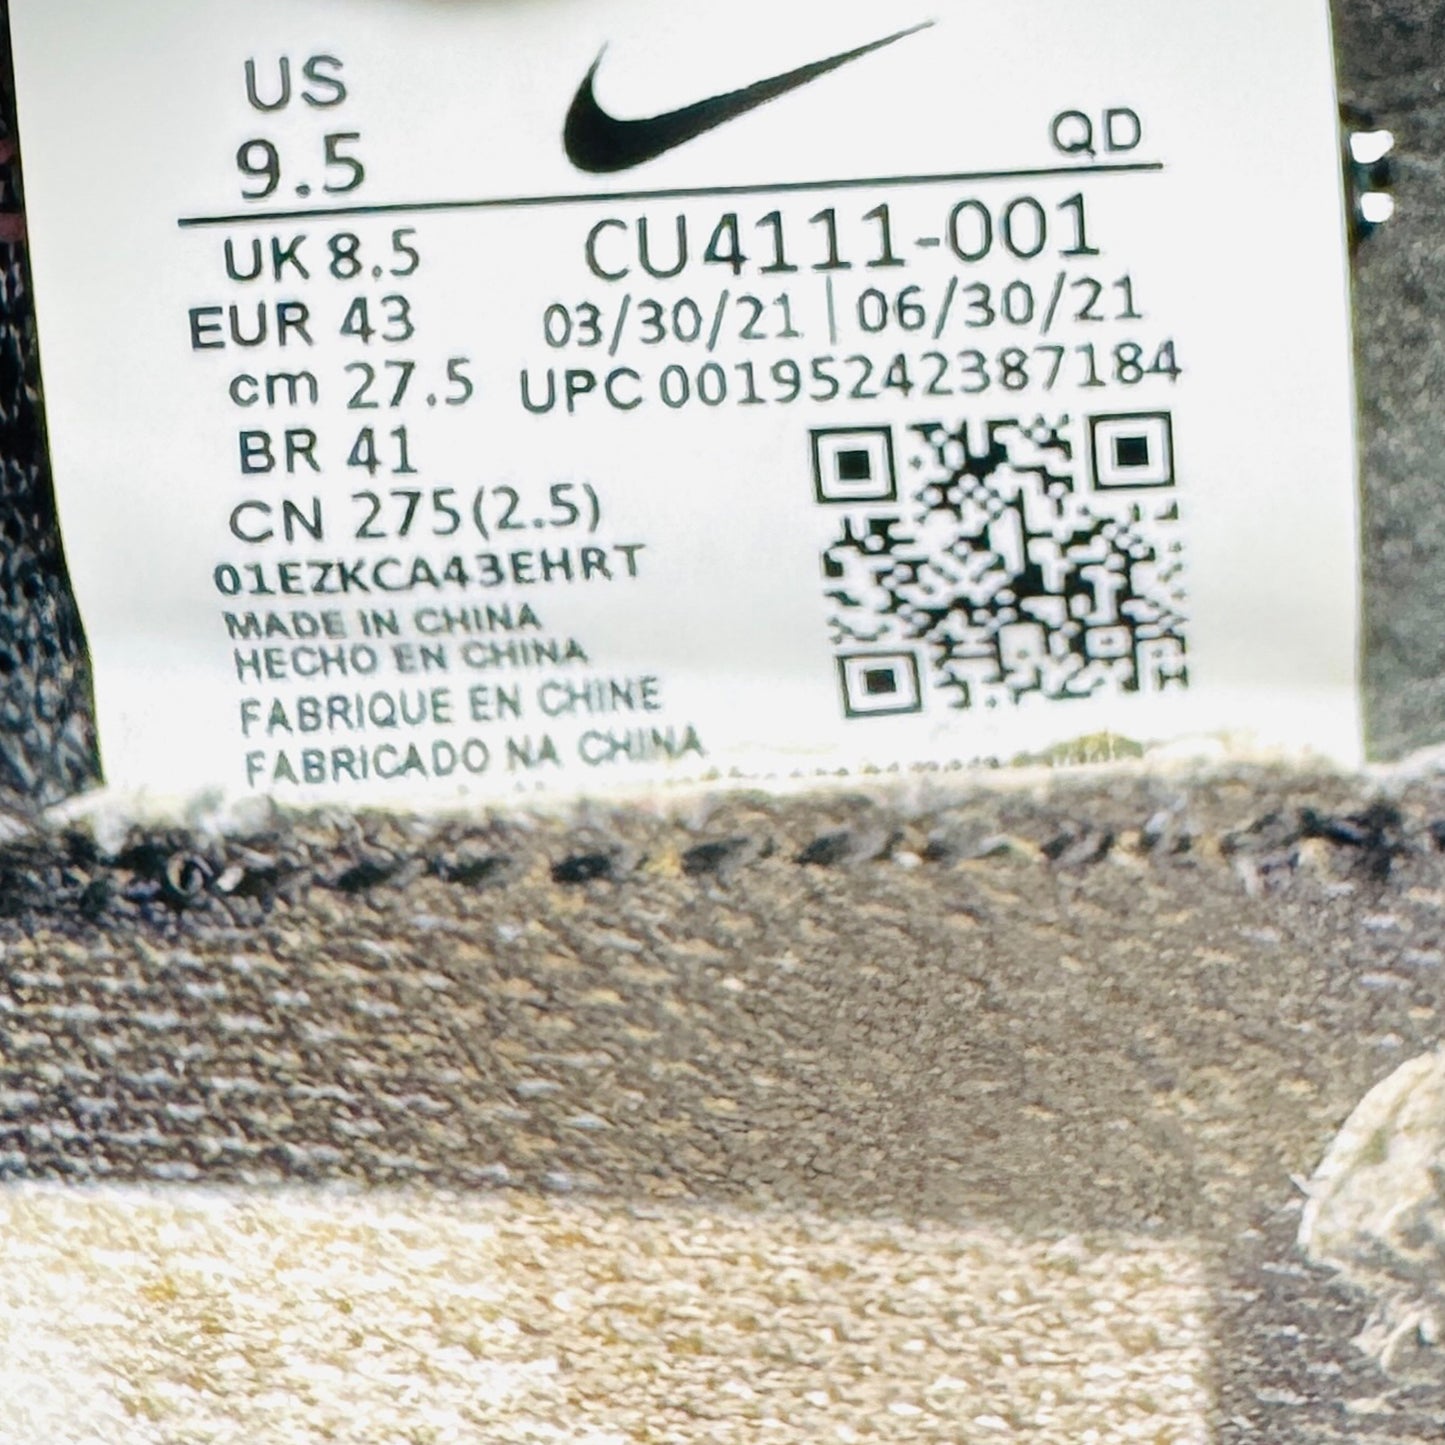 US
9.5
QD
UK 8.5
CU4111-001
EUR 43
03/30/21 | 06/30/21
cm 27.5
UPC 00195242387184
BR 41
CN 275(2.5)
01EZKCA43EHRT
MADE IN CHINA
HECHO EN CHINA
FABRIQUE EN CHINE
FABRICADO NA CHINA